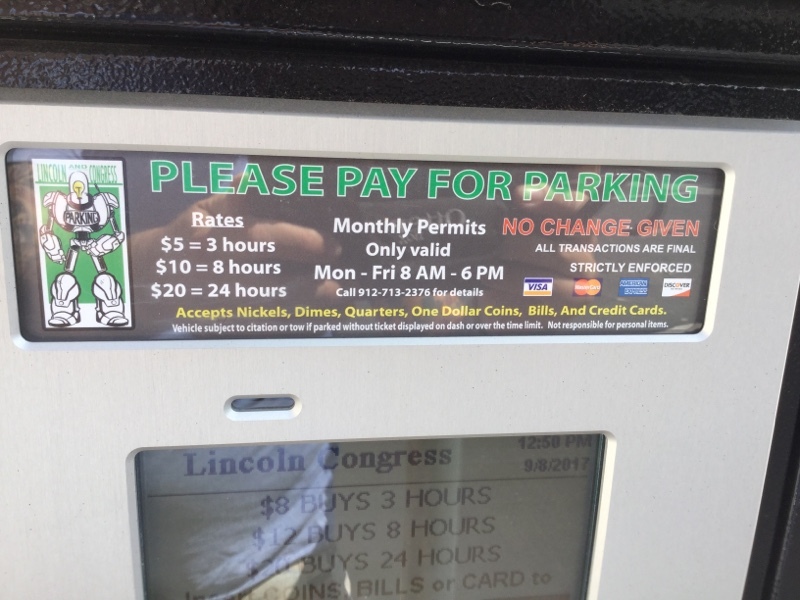 LINCOLN AND CONGRESS
PARKING
PLEASE PAY FOR PARKING
Rates
$5 = 3 hours
$10 = 8 hours
$20 = 24 hours
Monthly Permits
Only valid
Mon - Fri 8 AM - 6 PM
Call 912-713-2376 for details
NO CHANGE GIVEN
ALL TRANSACTIONS ARE FINAL
STRICTLY ENFORCED
VISA MasterCard AMERICAN EXPRESS DISCOVER
Accepts Nickels, Dimes, Quarters, One Dollar Coins, Bills, And Credit Cards.
Vehicle subject to citation or tow if parked without ticket displayed on dash or over the time limit. Not responsible for personal items.
12:50 PM
Lincoln Congress
9/8/2017
$8 BUYS 3 HOURS
$12 BUYS 8 HOURS
BUYS 24 HOURS
COINS, BILLS or CARD to